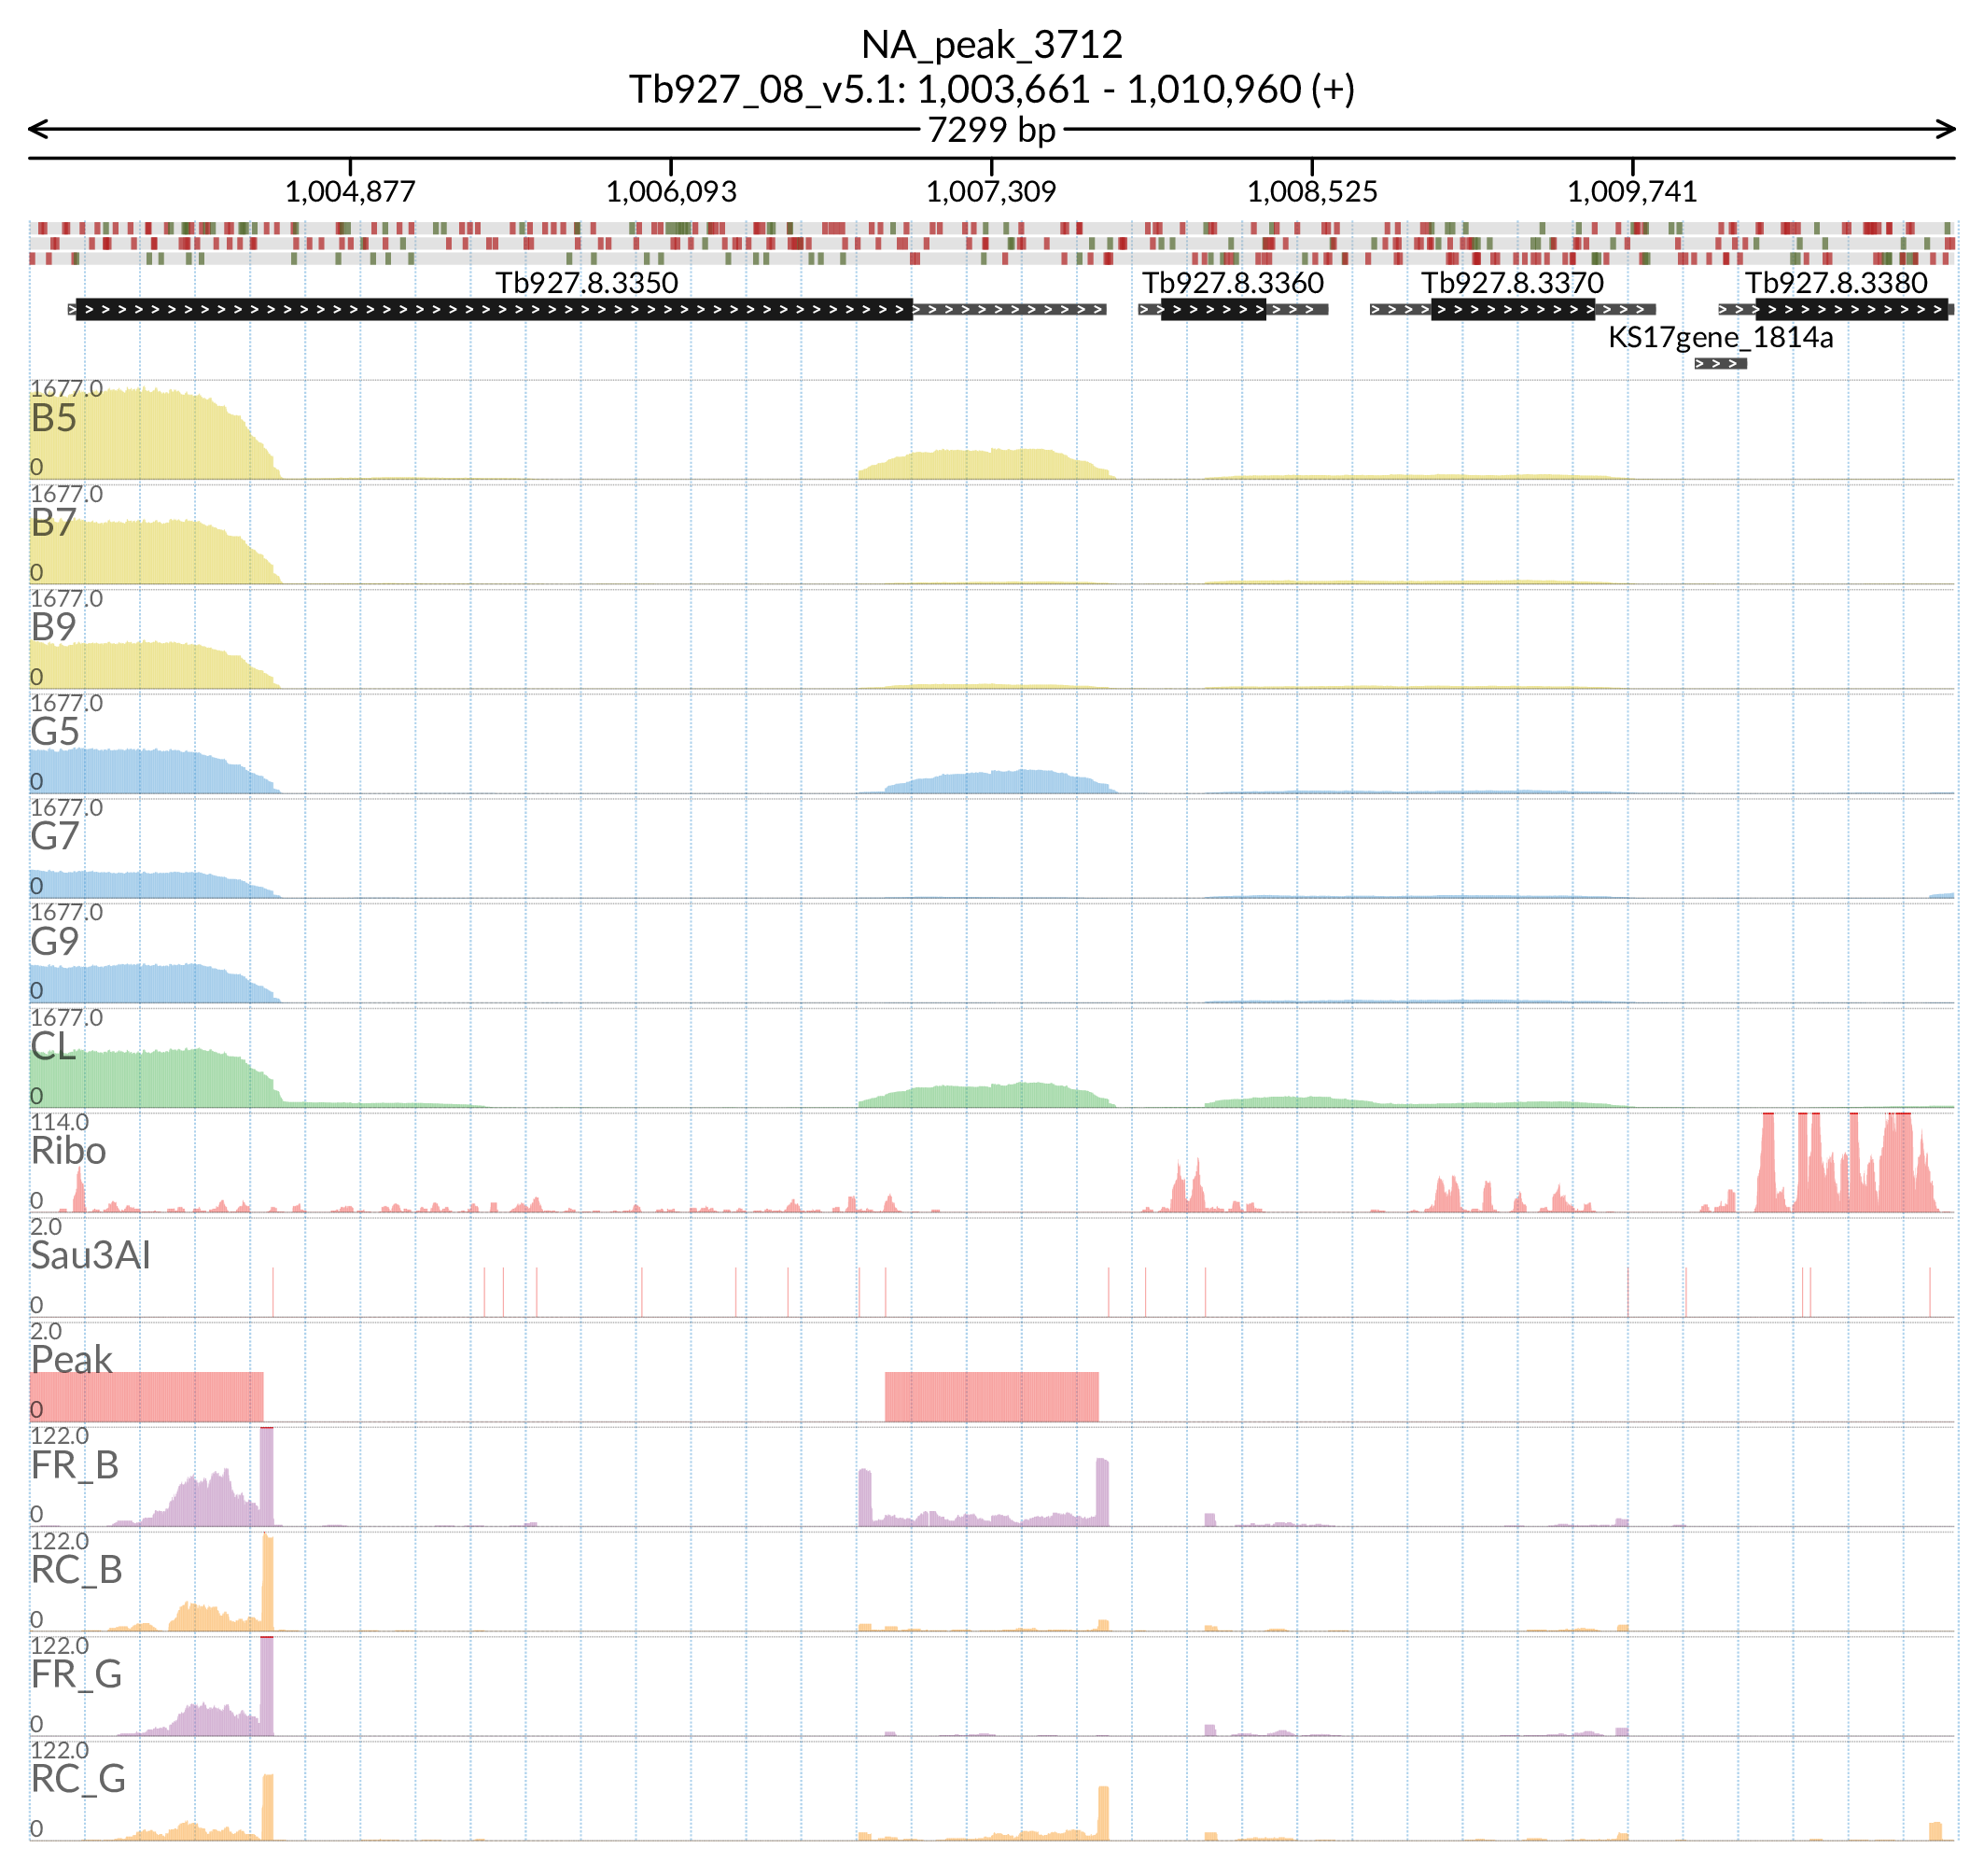 NA_peak_3712
Tb927_08_v5.1: 1,003,661 - 1,010,960 (+)
7299 bp
1,004,877 1,006,093 1,007,309 1,008,525 1,009,741
Tb927.8.3350 Tb927.8.3360 Tb927.8.3370 Tb927.8.3380
KS17gene_1814a
1677.0
B5
0
1677.0
B7
0
1677.0
B9
0
1677.0
G5
0
1677.0
G7
0
1677.0
G9
0
1677.0
CL
0
114.0
Ribo
0
2.0
Sau3AI
0
2.0
Peak
0
122.0
FR_B
0
122.0
RC_B
0
122.0
FR_G
0
122.0
RC_G
0